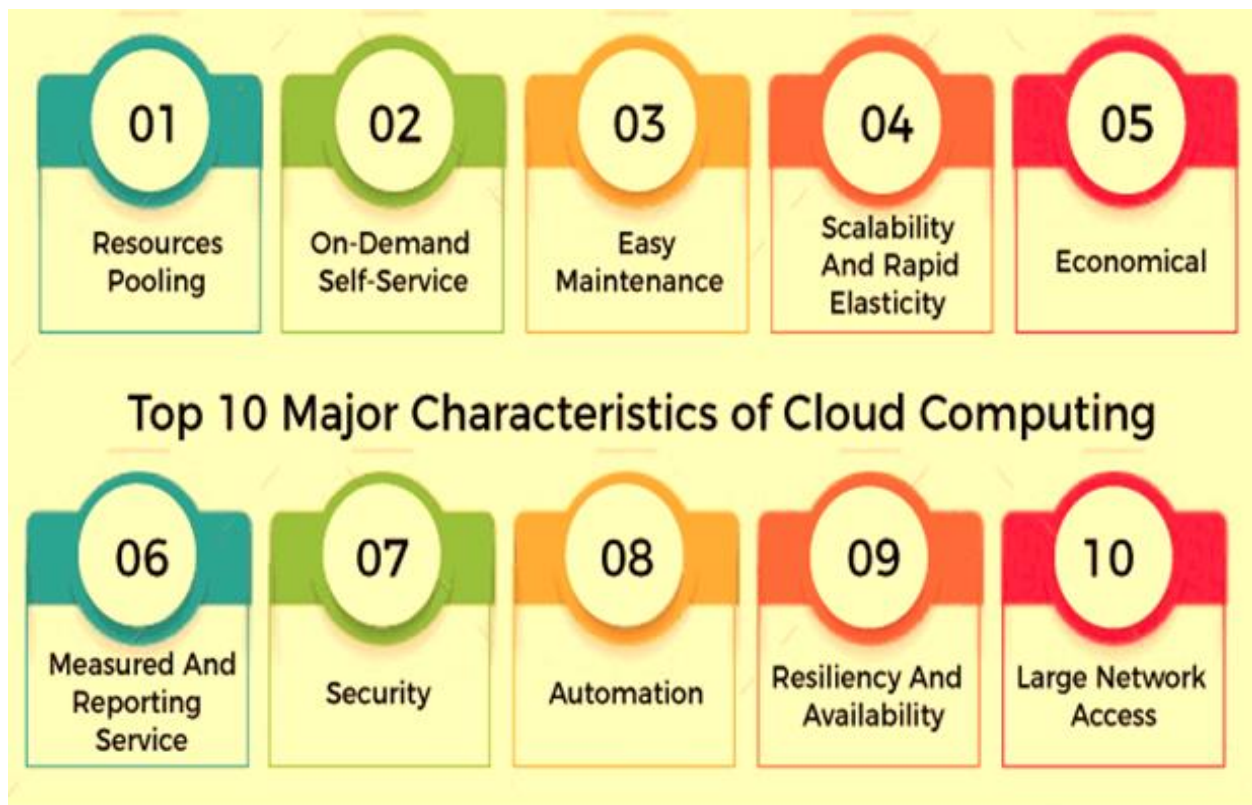 01
Resources
Pooling
02
On-Demand
Self-Service
03
Easy
Maintenance
04
Scalability
And Rapid
Elasticity
05
Economical
Top 10 Major Characteristics of Cloud Computing
06
Measured And
Reporting
Service
07
Security
08
Automation
09
Resiliency And
Availability
10
Large Network
Access